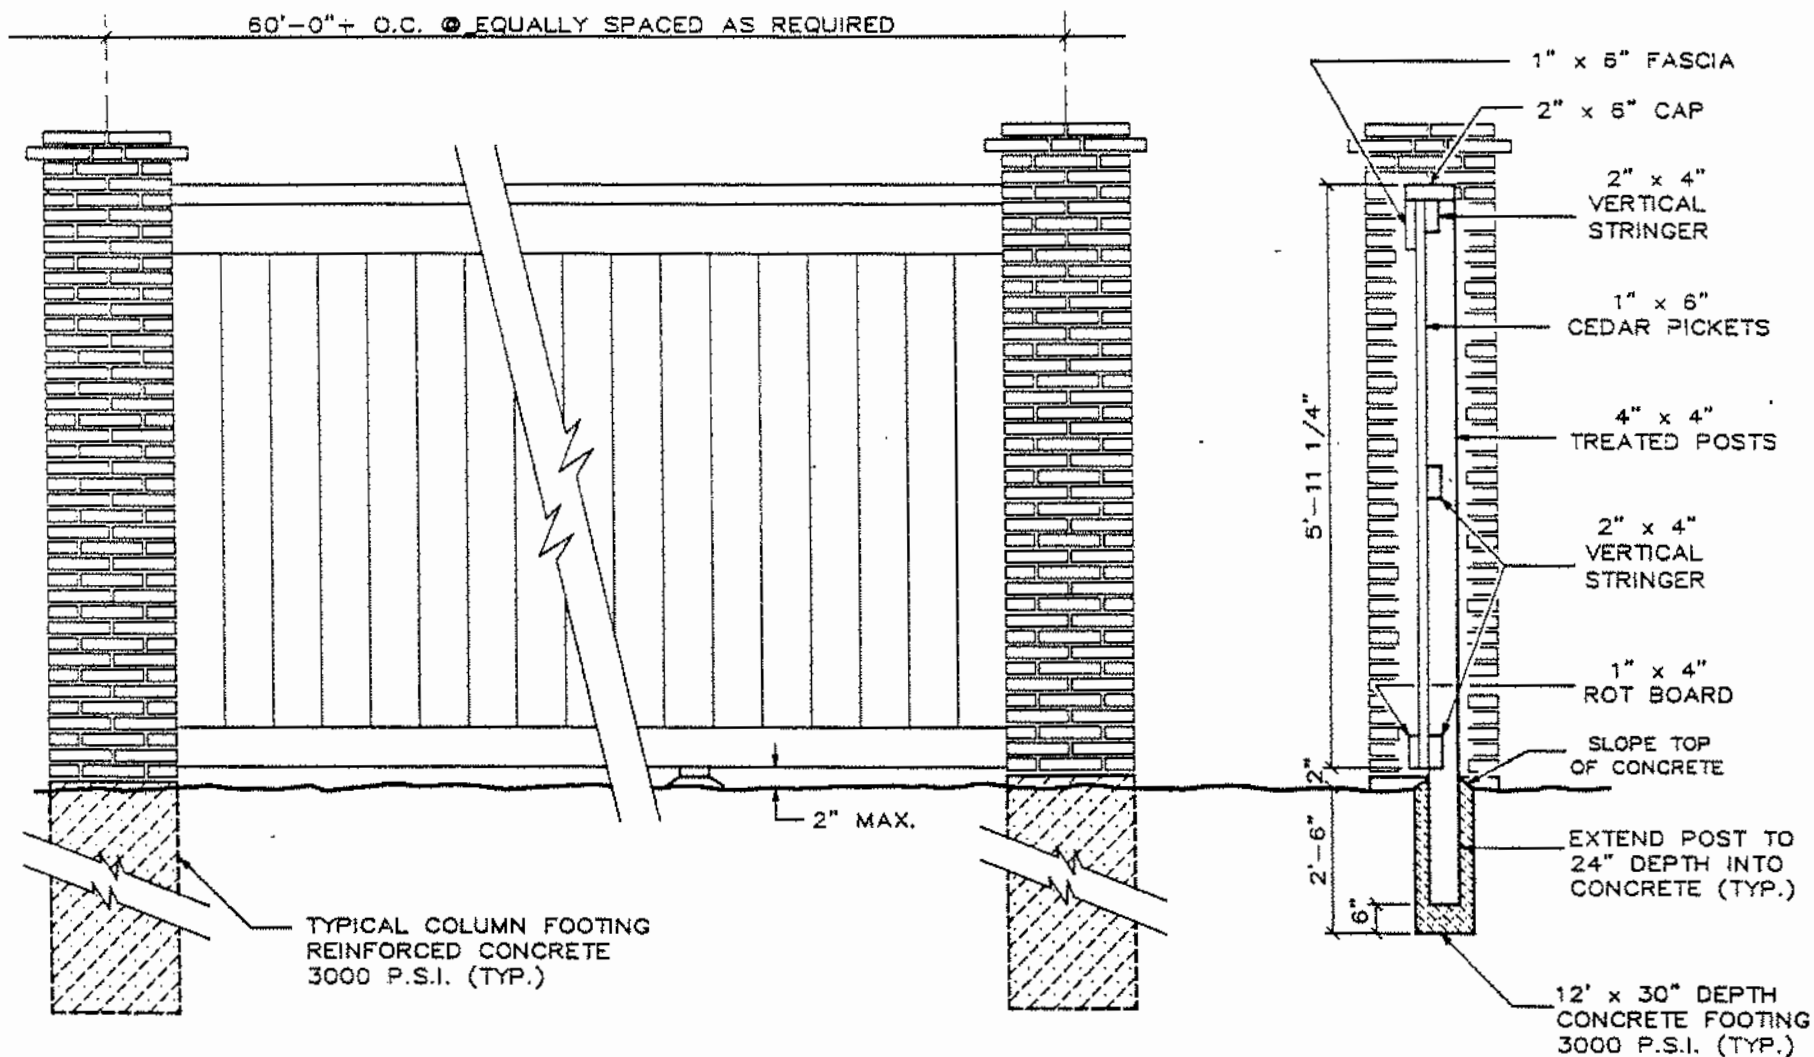 60'-0"± O.C. @ EQUALLY SPACED AS REQUIRED
1" x 6" FASCIA
2" x 6" CAP
2" x 4"
VERTICAL
STRINGER
1" x 6"
CEDAR PICKETS
4" x 4"
TREATED POSTS
5'-11 1/4"
2" x 4"
VERTICAL
STRINGER
1" x 4"
ROT BOARD
SLOPE TOP
OF CONCRETE
2"
2" MAX.
2'-6"
6"
EXTEND POST TO
24" DEPTH INTO
CONCRETE (TYP.)
TYPICAL COLUMN FOOTING
REINFORCED CONCRETE
3000 P.S.I. (TYP.)
12' x 30" DEPTH
CONCRETE FOOTING
3000 P.S.I. (TYP.)